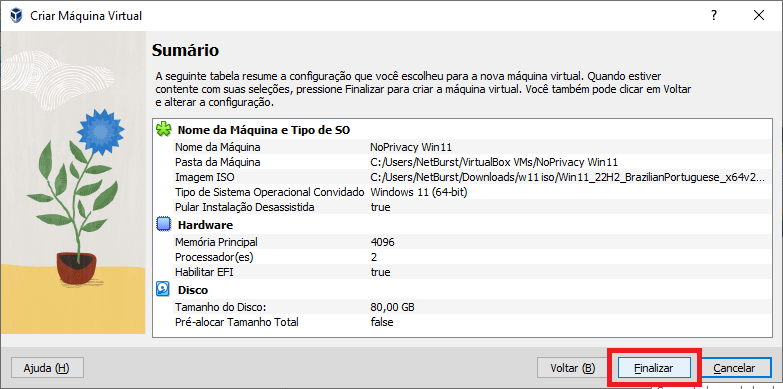 Criar Máquina Virtual
Sumário
A seguinte tabela resume a configuração que você escolheu para a nova máquina virtual. Quando estiver
contente com suas seleções, pressione Finalizar para criar a máquina virtual. Você também pode clicar em Voltar
e alterar a configuração.
Nome da Máquina e Tipo de SO
Nome da Máquina NoPrivacy Win11
Pasta da Máquina C:/Users/NetBurst/VirtualBox VMs/NoPrivacy Win11
Imagem ISO C:/Users/NetBurst/Downloads/w11 iso/Win11_22H2_BrazilianPortuguese_x64v2...
Tipo de Sistema Operacional Convidado Windows 11 (64-bit)
Pular Instalação Desassistida true
Hardware
Memória Principal 4096
Processador(es) 2
Habilitar EFI true
Disco
Tamanho do Disco: 80,00 GB
Pré-alocar Tamanho Total false
Ajuda (H) Voltar (B) Finalizar Cancelar